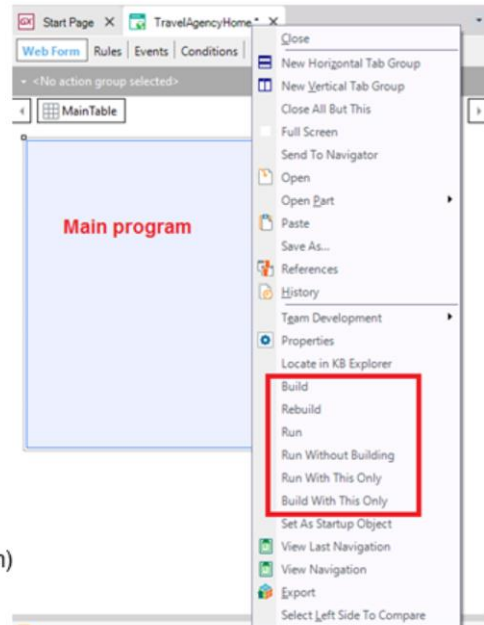 Start Page
TravelAgencyHome *
Web Form Rules Events Conditions
<No action group selected>
MainTable
Main program
Close
New Horizontal Tab Group
New Vertical Tab Group
Close All But This
Full Screen
Send To Navigator
Open
Open Part
Paste
Save As...
References
History
Team Development
Properties
Locate in KB Explorer
Build
Rebuild
Run
Run Without Building
Run With This Only
Build With This Only
Set As Startup Object
View Last Navigation
View Navigation
Export
Select Left Side To Compare